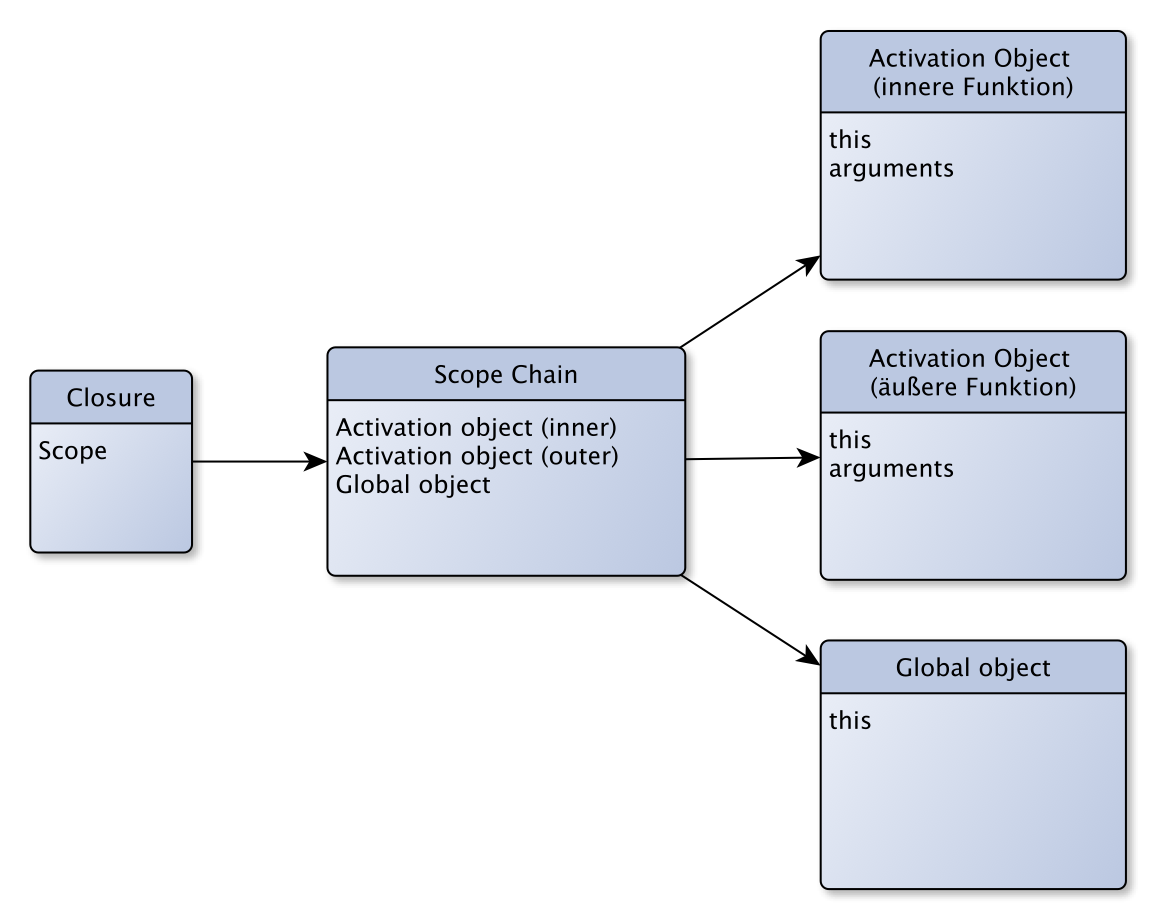 Closure
Scope
Scope Chain
Activation object (inner)
Activation object (outer)
Global object
Activation Object
(innere Funktion)
this
arguments
Activation Object
(äußere Funktion)
this
arguments
Global object
this